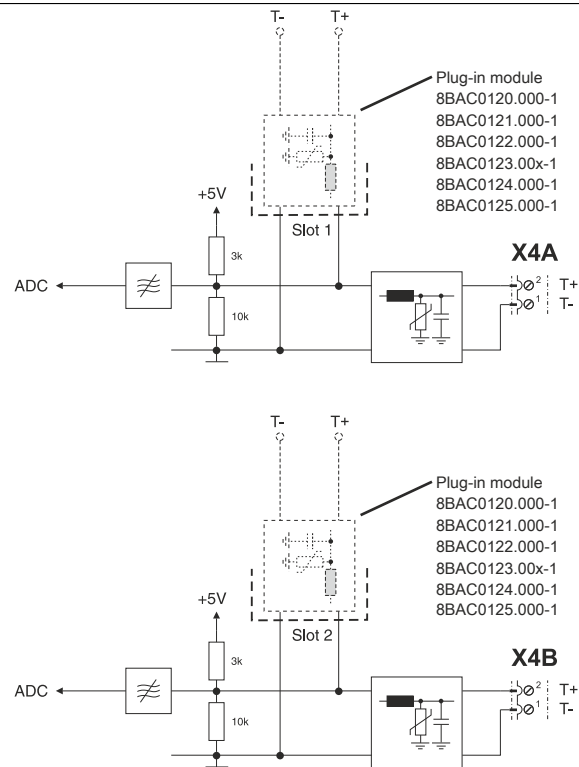 T- T+
Plug-in module
8BAC0120.000-1
8BAC0121.000-1
8BAC0122.000-1
8BAC0123.00x-1
8BAC0124.000-1
8BAC0125.000-1
+5V
Slot 1
3k
X4A
ADC
2 T+
1 T-
10k
T- T+
Plug-in module
8BAC0120.000-1
8BAC0121.000-1
8BAC0122.000-1
8BAC0123.00x-1
8BAC0124.000-1
8BAC0125.000-1
+5V
Slot 2
3k
X4B
ADC
2 T+
1 T-
10k